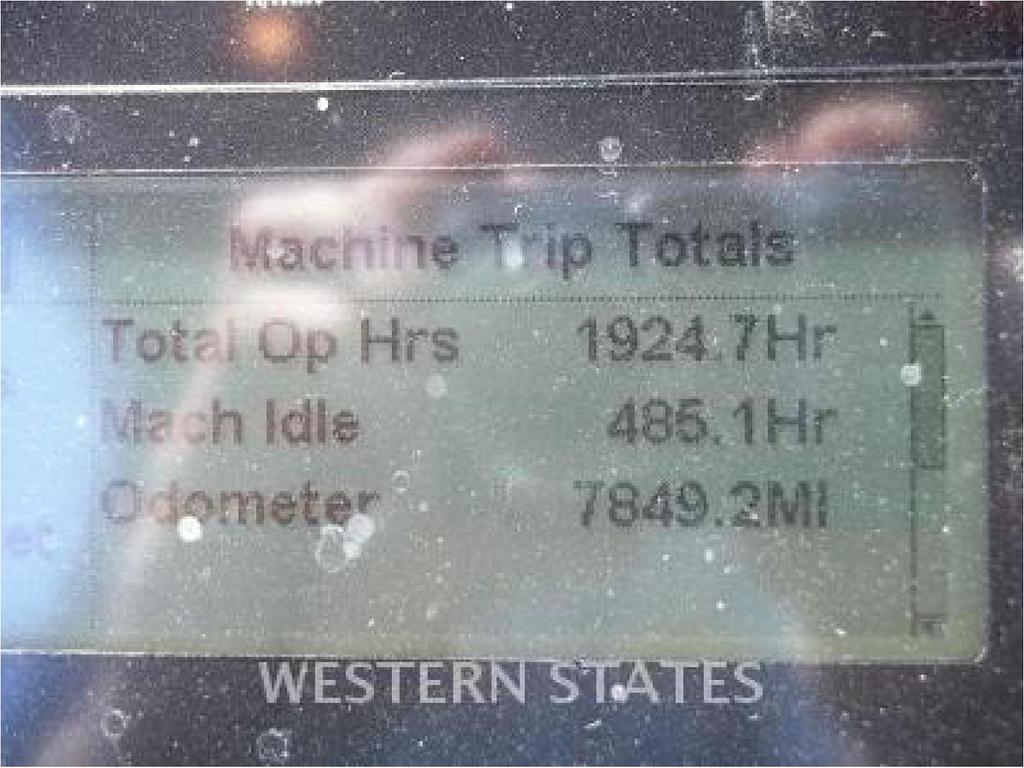 Machine Trip Totals
Total Op Hrs 1924.7Hr
Mach Idle 485.1Hr
Odometer 7849.2MI
WESTERN STATES